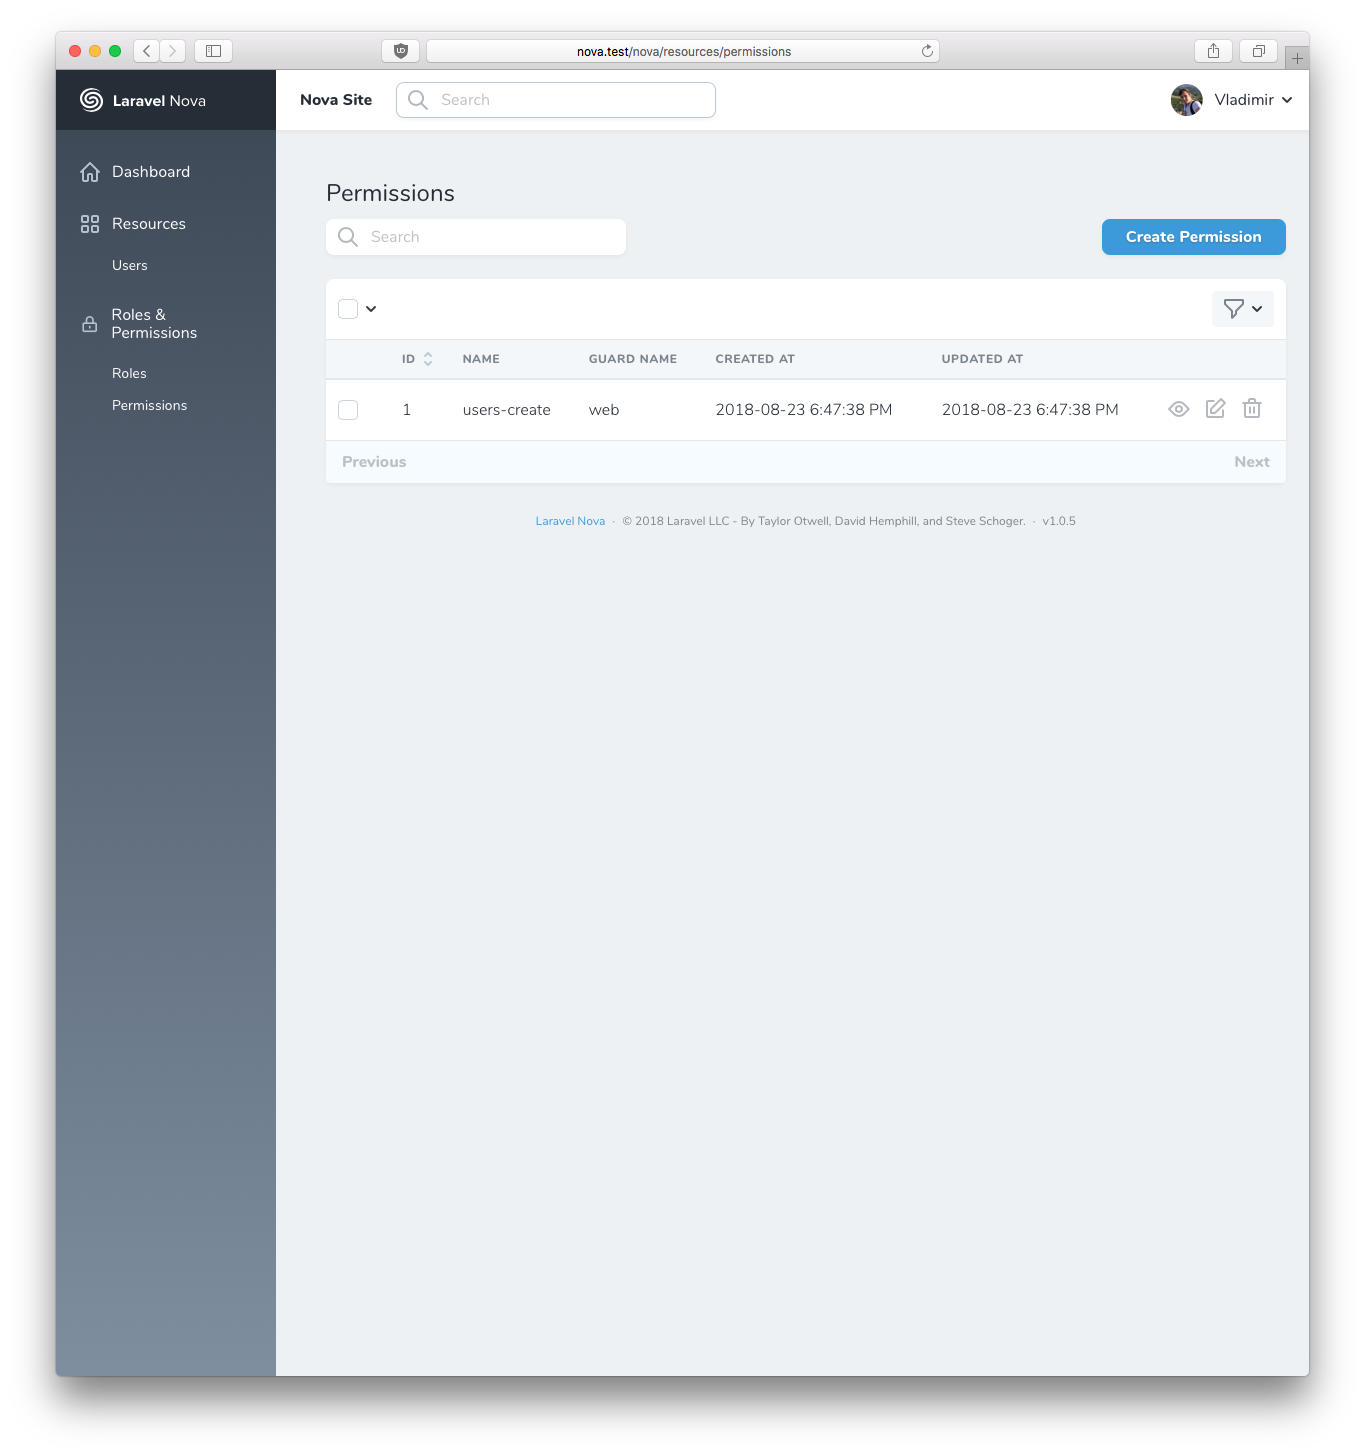 nova.test/nova/resources/permissions
Laravel Nova
Nova Site
Search
Vladimir
Dashboard
Resources
Users
Roles &
Permissions
Roles
Permissions
Permissions
Search
Create Permission
ID NAME GUARD NAME CREATED AT UPDATED AT
1 users-create web 2018-08-23 6:47:38 PM 2018-08-23 6:47:38 PM
Previous Next
Laravel Nova · © 2018 Laravel LLC - By Taylor Otwell, David Hemphill, and Steve Schoger. · v1.0.5